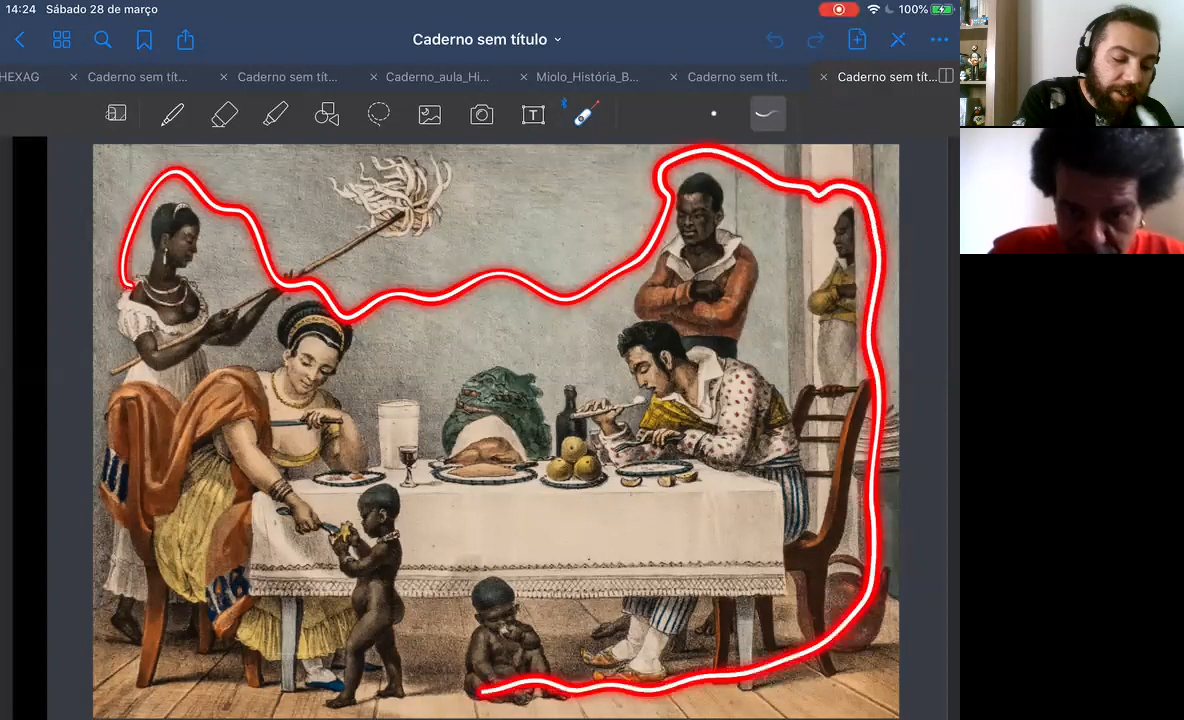 14:24 Sábado 28 de março
100%
Caderno sem título
HEXAG
Caderno sem tít...
Caderno sem tít...
Caderno_aula_Hi...
Miolo_História_B...
Caderno sem tít...
Caderno sem tít...
T